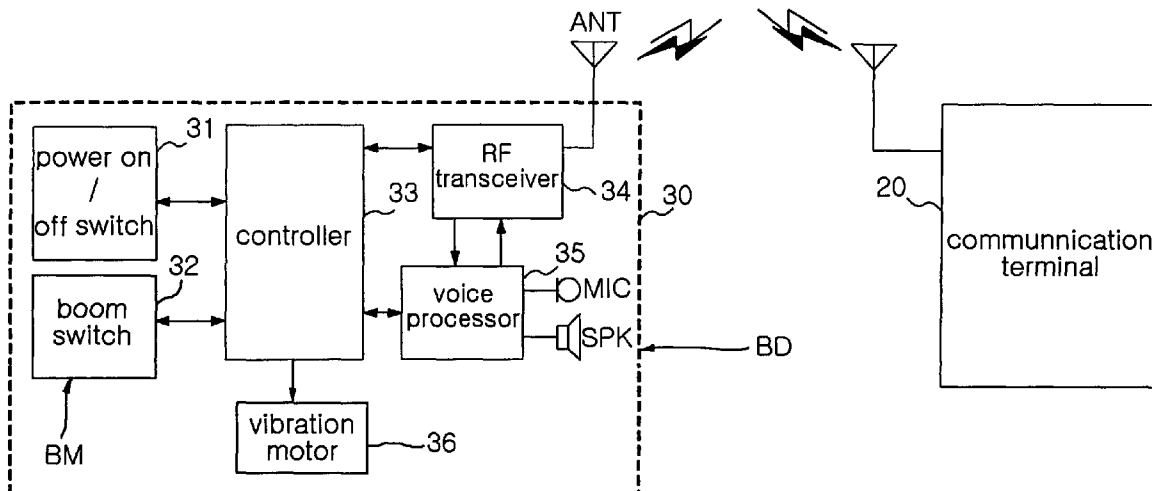 ANT
31
power on
/
off switch
32
boom
switch
BM
controller
33
RF
transceiver
34
30
35
voice
processor
MIC
SPK
BD
vibration
motor
36
20
communnication
terminal